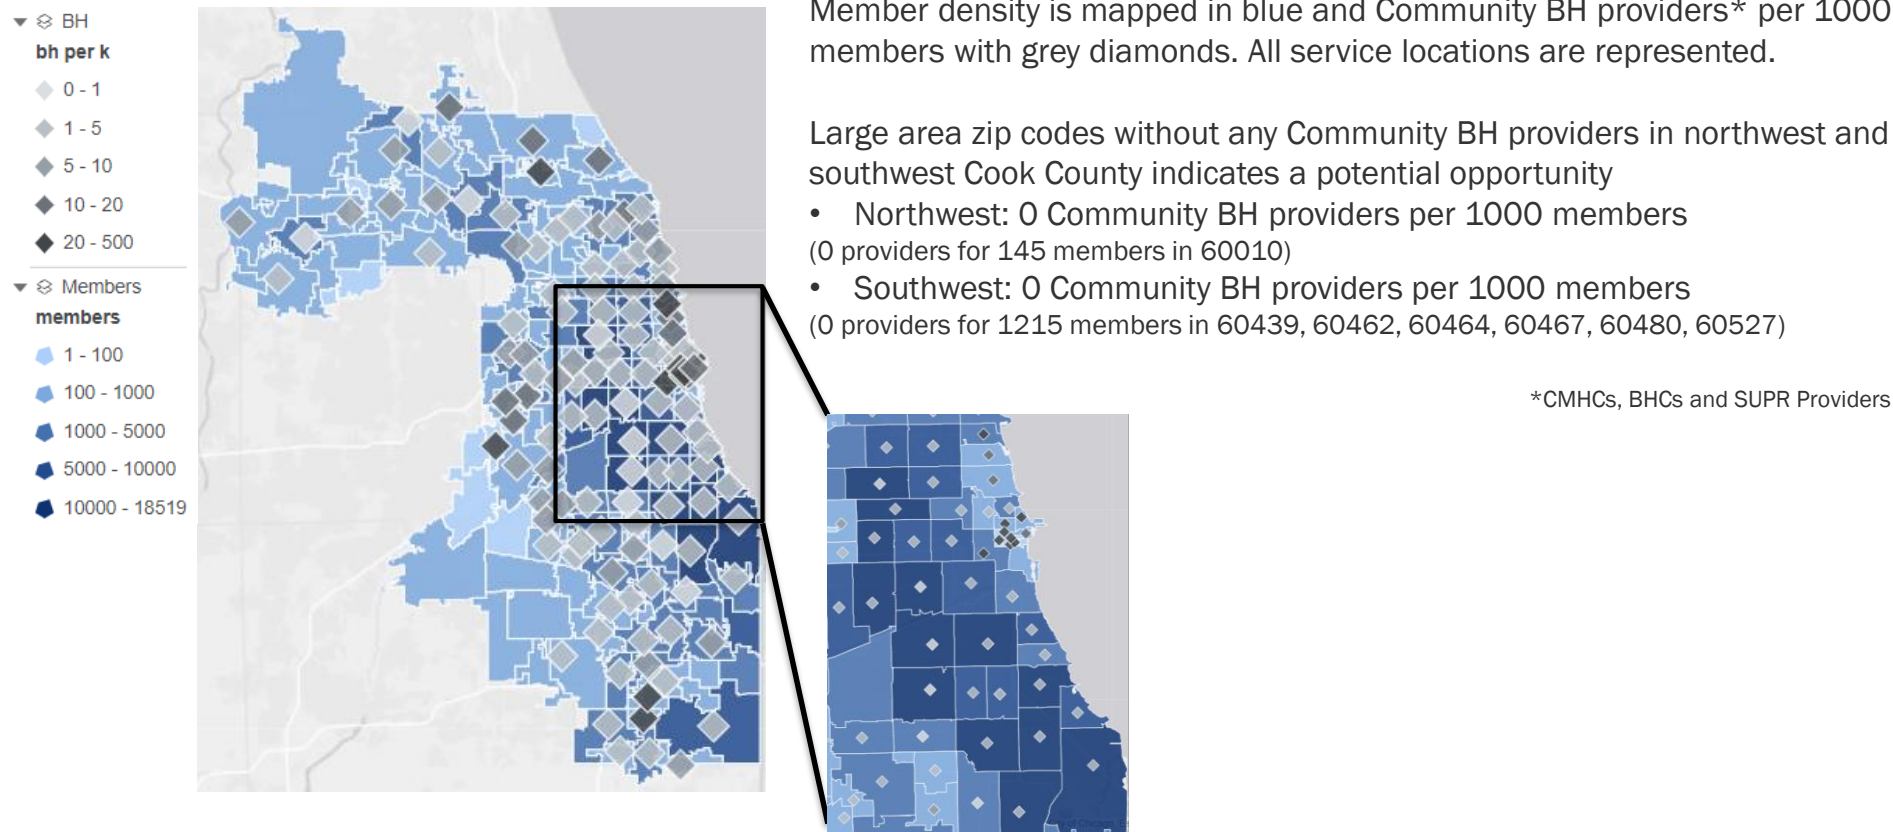 BH
bh per k
0 - 1
1 - 5
5 - 10
10 - 20
20 - 500
Members
members
1 - 100
100 - 1000
1000 - 5000
5000 - 10000
10000 - 18519
Member density is mapped in blue and Community BH providers* per 1000
members with grey diamonds. All service locations are represented.
Large area zip codes without any Community BH providers in northwest and
southwest Cook County indicates a potential opportunity
• Northwest: 0 Community BH providers per 1000 members
(0 providers for 145 members in 60010)
• Southwest: 0 Community BH providers per 1000 members
(0 providers for 1215 members in 60439, 60462, 60464, 60467, 60480, 60527)
*CMHCs, BHCs and SUPR Providers